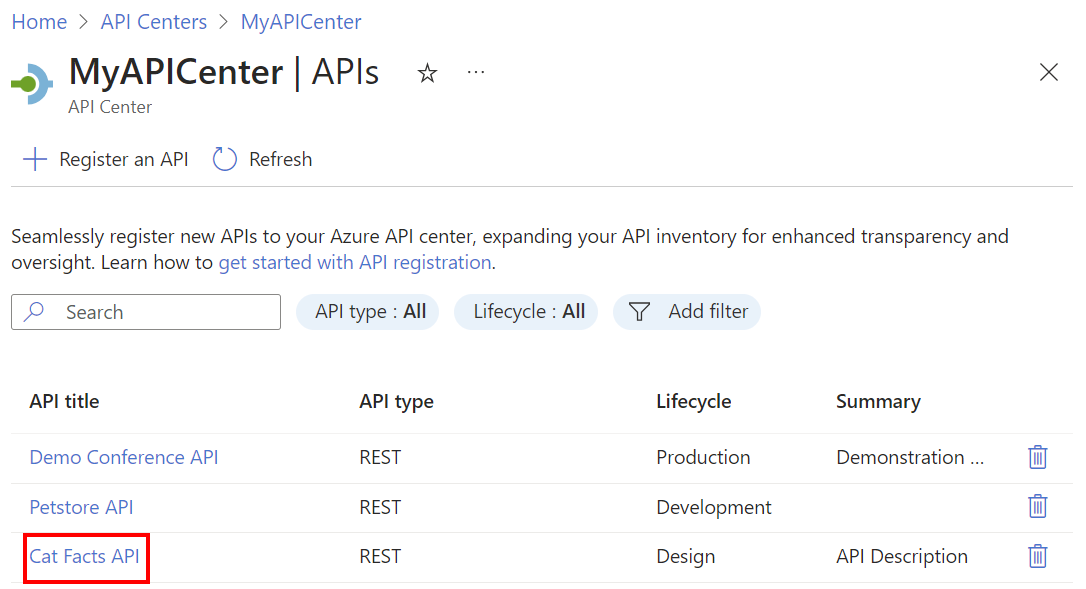 Home > API Centers > MyAPICenter
MyAPICenter | APIs ...
API Center
Register an API Refresh
Seamlessly register new APIs to your Azure API center, expanding your API inventory for enhanced transparency and
oversight. Learn how to get started with API registration.
Search API type : All Lifecycle : All Add filter
API title API type Lifecycle Summary
Demo Conference API REST Production Demonstration ...
Petstore API REST Development
Cat Facts API REST Design API Description